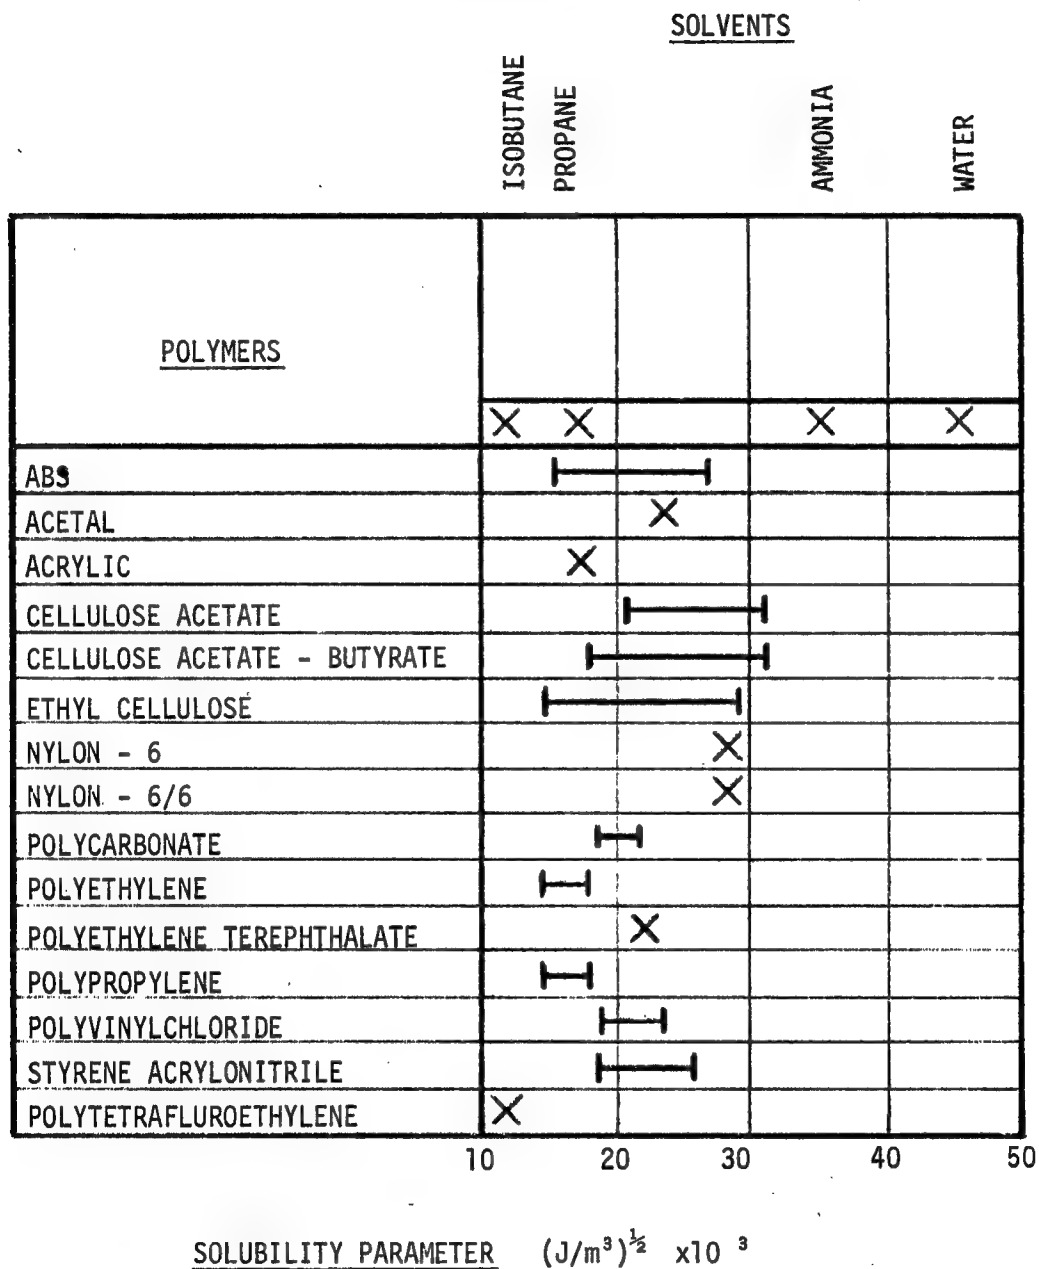 SOLVENTS
ISOBUTANE
PROPANE
AMMONIA
WATER
POLYMERS
ABS
ACETAL
ACRYLIC
CELLULOSE ACETATE
CELLULOSE ACETATE - BUTYRATE
ETHYL CELLULOSE
NYLON - 6
NYLON - 6/6
POLYCARBONATE
POLYETHYLENE
POLYETHYLENE TEREPHTHALATE
POLYPROPYLENE
POLYVINYLCHLORIDE
STYRENE ACRYLONITRILE
POLYTETRAFLUROETHYLENE
10 20 30 40 50
SOLUBILITY PARAMETER (J/m³)½ x10 ³